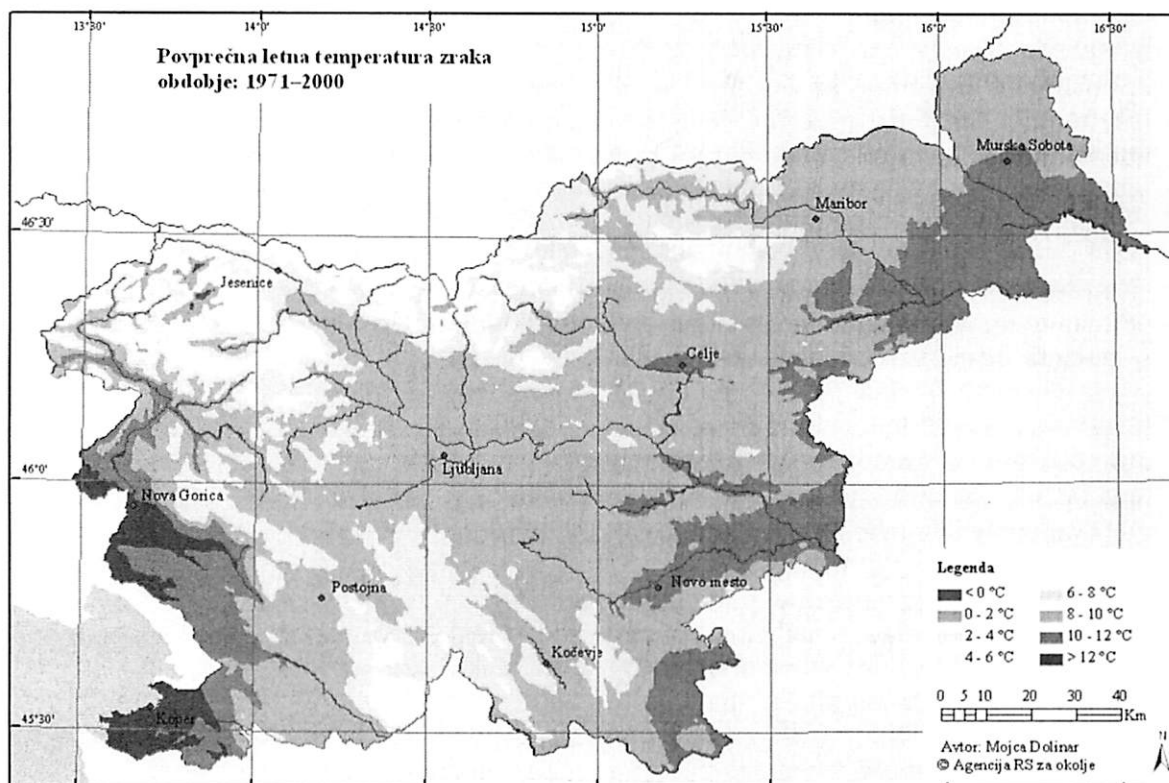 13°30' 14°0' 14°30' 15°0' 15°30' 16°0' 16°30'
Povprečna letna temperatura zraka
obdobje: 1971–2000
Murska Sobota
Maribor
46°30'
Jesenice
Celje
46°0'
Ljubljana
Nova Gorica
Novo mesto
Postojna
Kočevje
45°30'
Koper
Legenda
< 0 °C 6 - 8 °C
0 - 2 °C 8 - 10 °C
2 - 4 °C 10 - 12 °C
4 - 6 °C > 12 °C
0 5 10 20 30 40
Km
N
Avtor: Mojca Dolinar
© Agencija RS za okolje